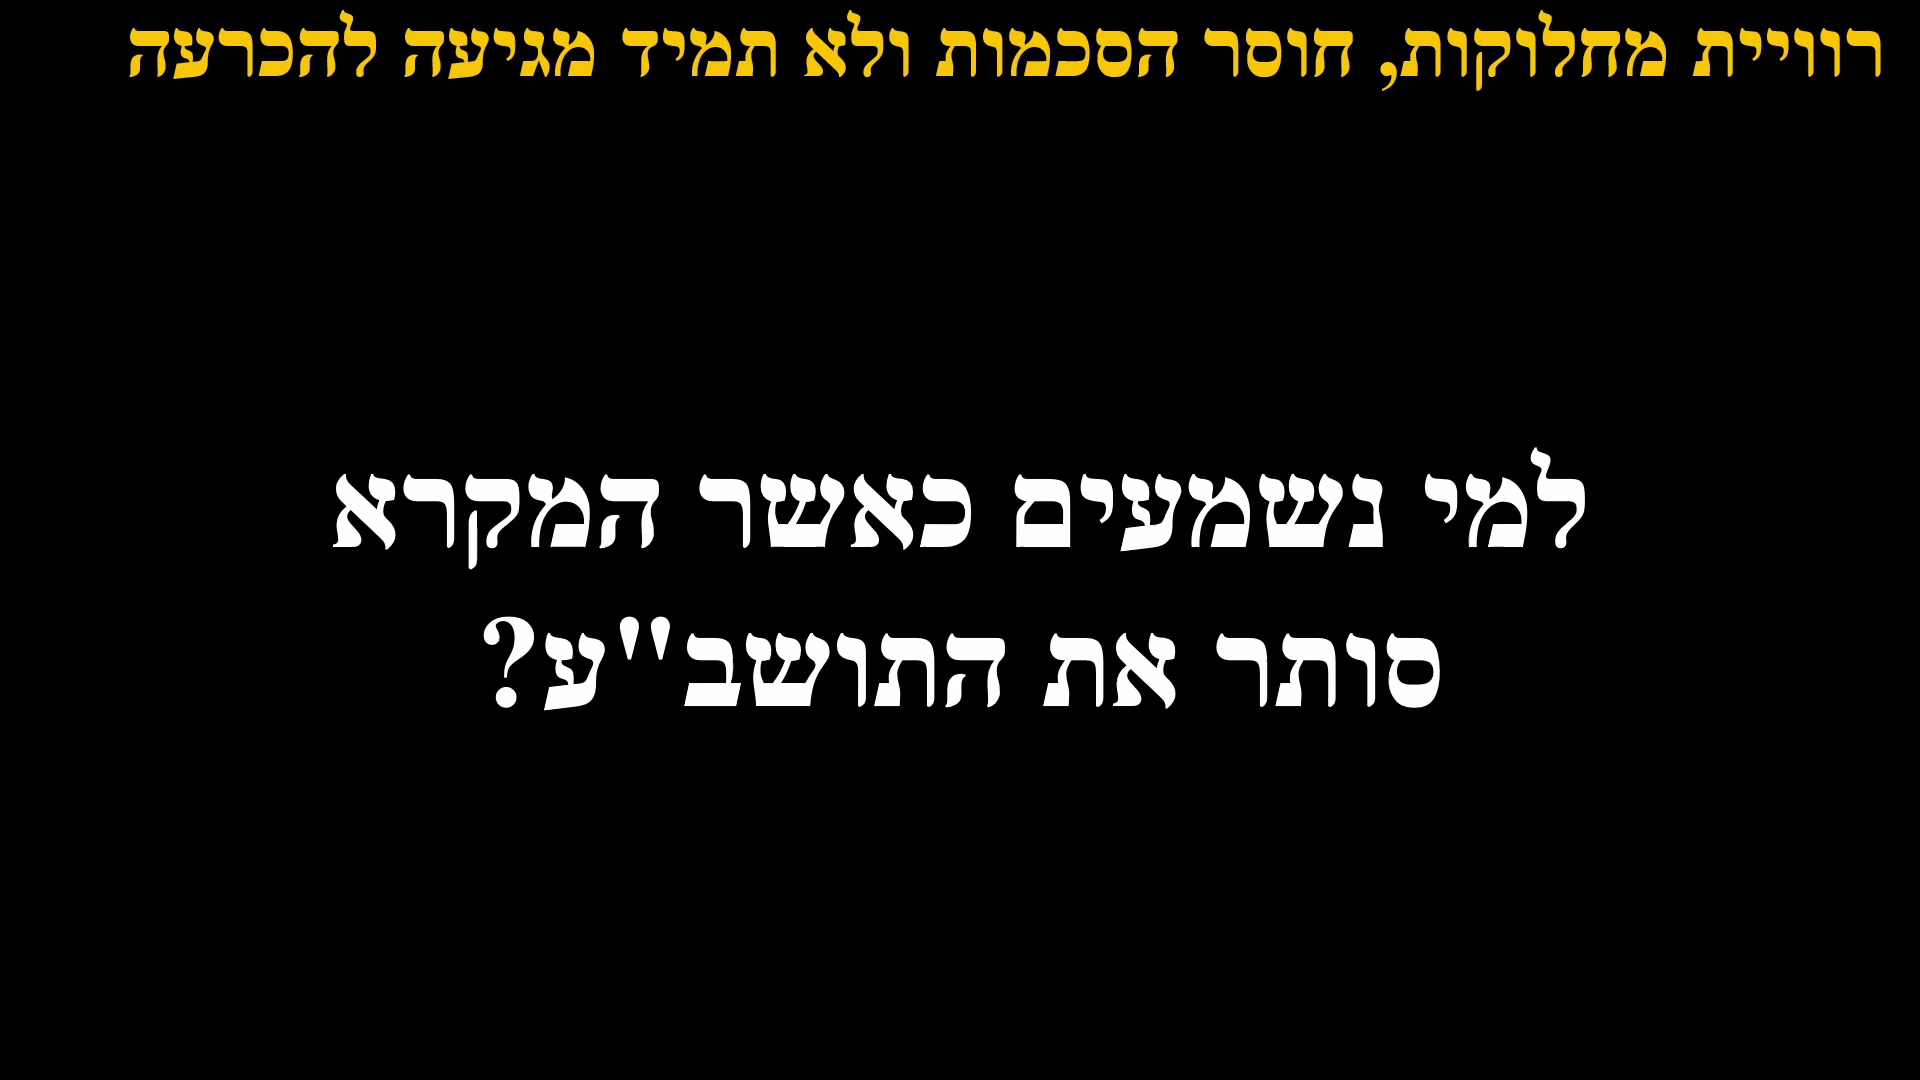 רוויית מחלוקות, חוסר הסכמות ולא תמיד מגיעה להכרעה
למי נשמעים כאשר המקרא
סותר את התושב"ע?